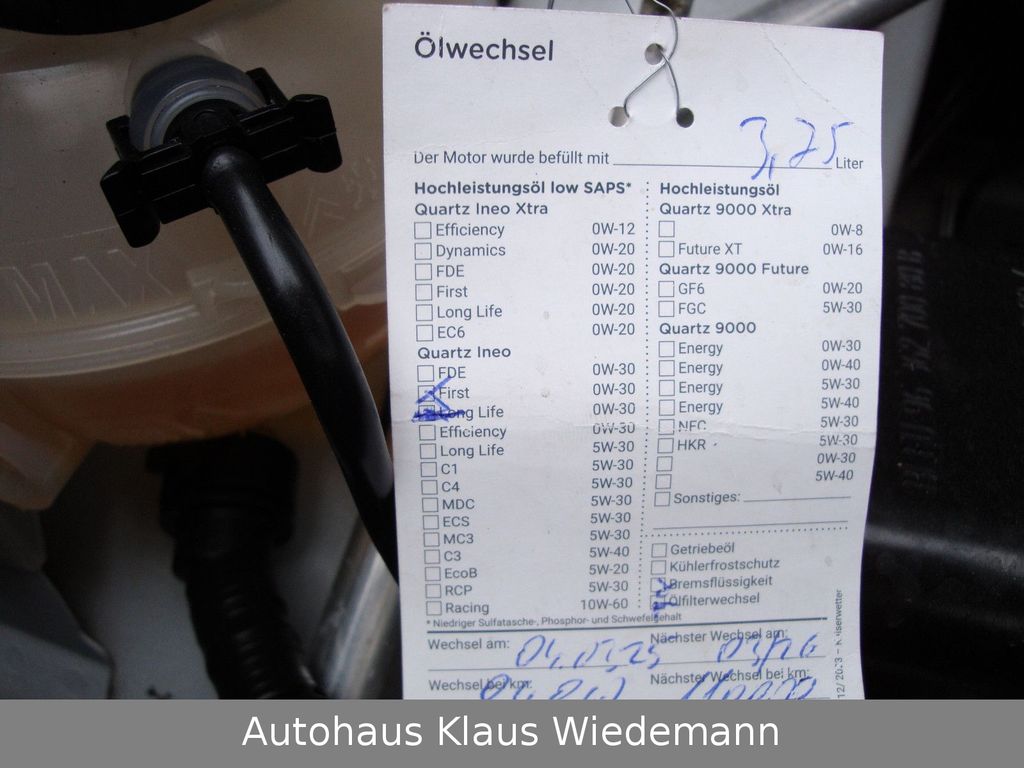 Ölwechsel
Der Motor wurde befüllt mit 3,25 Liter
Hochleistungsöl low SAPS*
Quartz Ineo Xtra
Efficiency 0W-12
Dynamics 0W-20
FDE 0W-20
First 0W-20
Long Life 0W-20
EC6 0W-20
Quartz Ineo
FDE 0W-30
First 0W-30
Long Life 0W-30
Efficiency 0W-30
Long Life 5W-30
C1 5W-30
C4 5W-30
MDC 5W-30
ECS 5W-30
MC3 5W-30
C3 5W-40
EcoB 5W-20
RCP 5W-30
Racing 10W-60
* Niedriger Sulfatasche-, Phosphor- und Schwefelgehalt
Hochleistungsöl
Quartz 9000 Xtra
0W-8
Future XT 0W-16
Quartz 9000 Future
GF6 0W-20
FGC 5W-30
Quartz 9000
Energy 0W-30
Energy 0W-40
Energy 5W-30
Energy 5W-40
NFC 5W-30
HKR 5W-30
0W-30
5W-40
Sonstiges:
Getriebeöl
Kühlerfrostschutz
Bremsflüssigkeit
Ölfilterwechsel
Wechsel am:
Nächster Wechsel am: 03/26
Wechsel bei km:
Nächster Wechsel bei km:
MAX
Autohaus Klaus Wiedemann